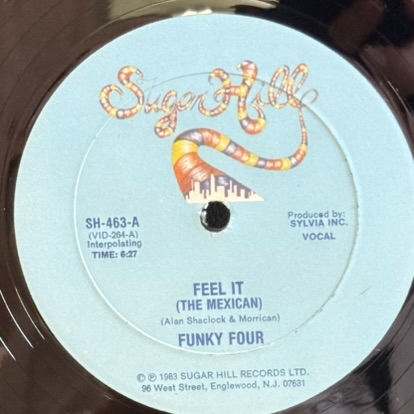 Sugar Hill
SH-463-A
(VID-264-A)
Interpolating
TIME: 6:27
Produced by:
SYLVIA INC.
VOCAL
FEEL IT
(THE MEXICAN)
(Alan Shaclock & Morrican)
FUNKY FOUR
© ℗ 1983 SUGAR HILL RECORDS LTD.
96 West Street, Englewood, N.J. 07631